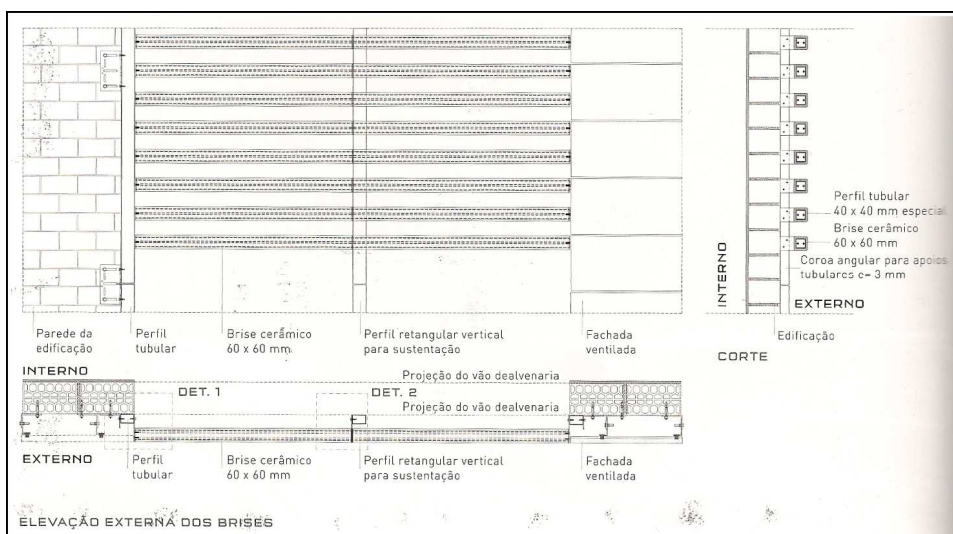 Perfil tubular
40 x 40 mm especial
Brise cerâmico
60 x 60 mm
Coroa angular para apoios
tubulares e= 3 mm
INTERNO
EXTERNO
Parede da
edificação
Perfil
tubular
Brise cerâmico
60 x 60 mm.
Perfil retangular vertical
para sustentação
Fachada
ventilada
Edificação
CORTE
INTERNO
Projeção do vão dealvenaria
DET. 1
DET. 2
Projeção do vão dealvenaria
EXTERNO
Perfil
tubular
Brise cerâmico
60 x 60 mm
Perfil retangular vertical
para sustentação
Fachada
ventilada
ELEVAÇÃO EXTERNA DOS BRISES